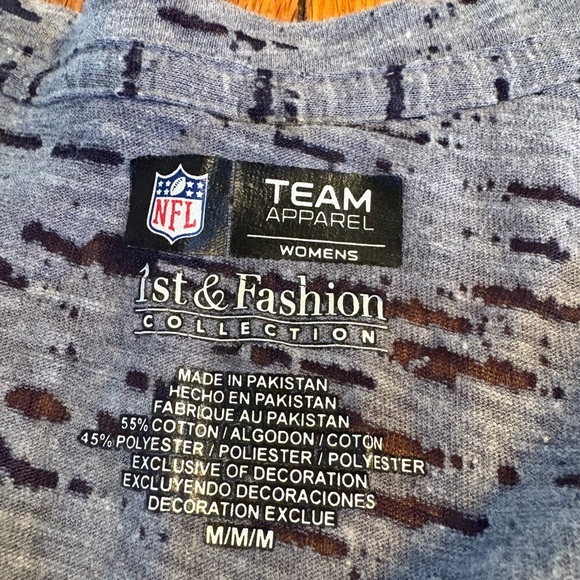 NFL
TEAM
APPAREL
WOMENS
1st & Fashion
COLLECTION
MADE IN PAKISTAN
HECHO EN PAKISTAN
FABRIQUE AU PAKISTAN
55% COTTON / ALGODON / COTON
45% POLYESTER / POLIESTER / POLYESTER
EXCLUSIVE OF DECORATION
EXCLUYENDO DECORACIONES
DECORATION EXCLUE
M/M/M